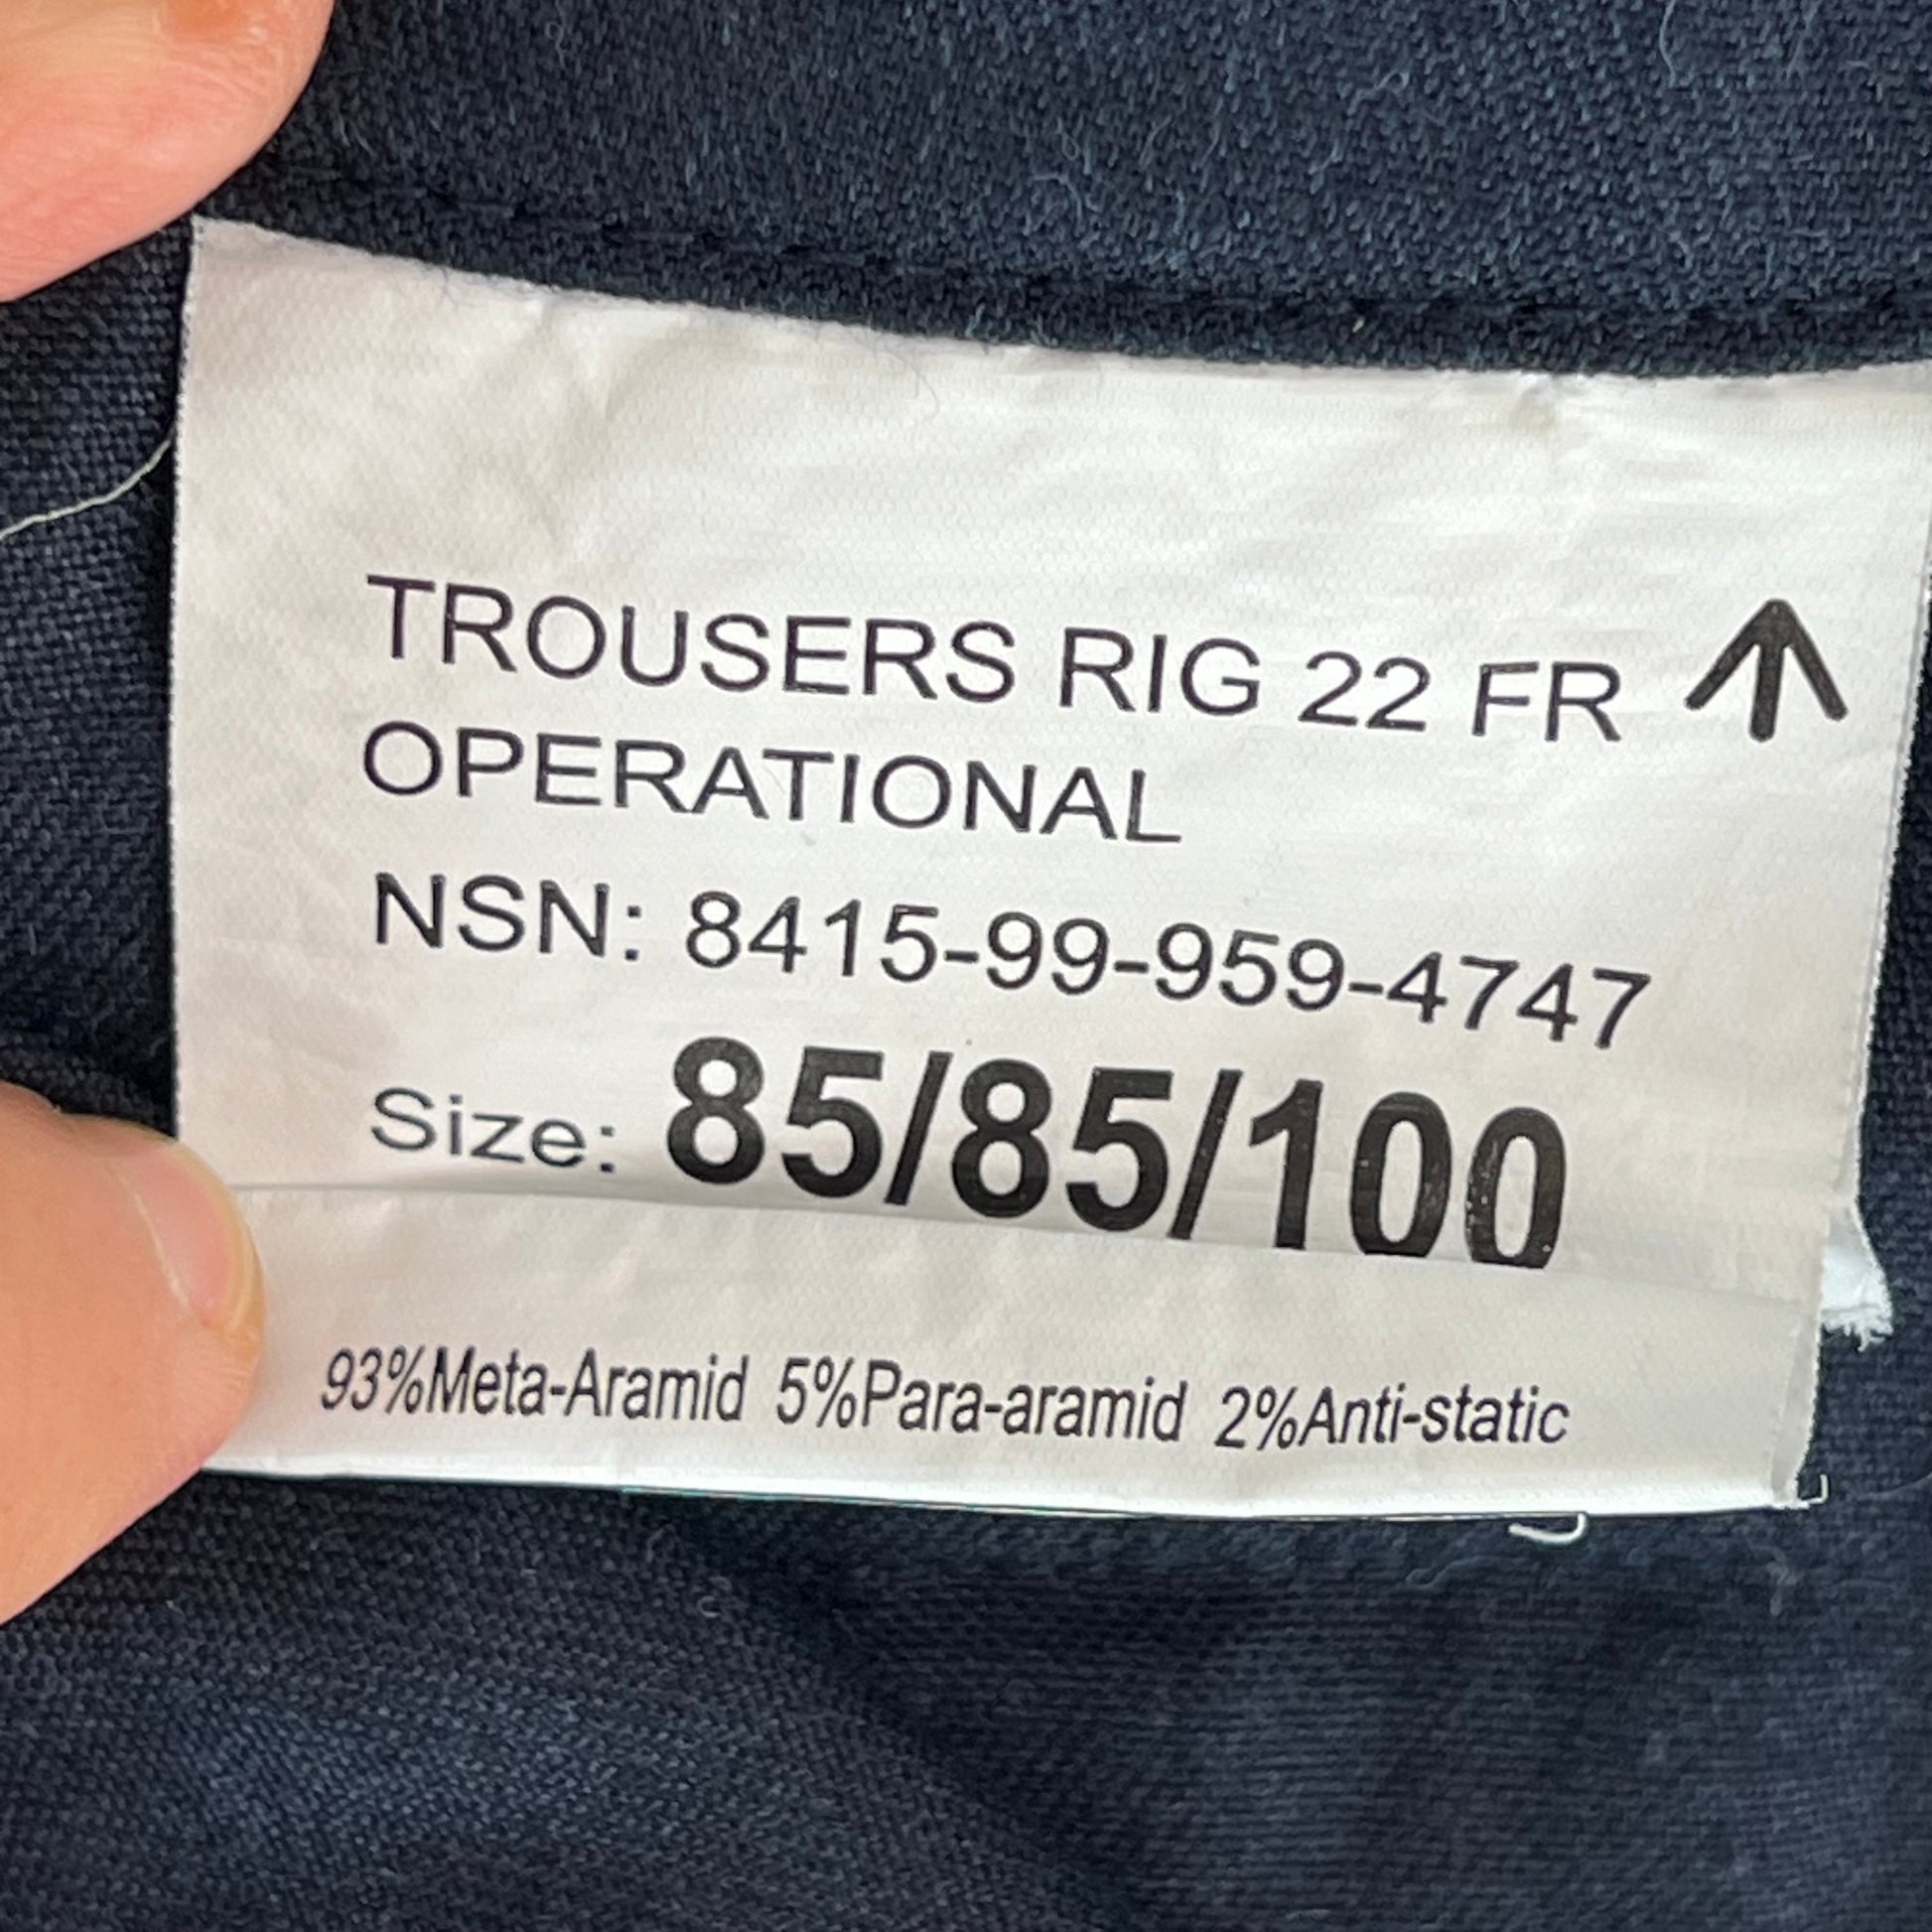 TROUSERS RIG 22 FR
OPERATIONAL
NSN: 8415-99-959-4747
Size: 85/85/100
93%Meta-Aramid 5%Para-aramid 2%Anti-static